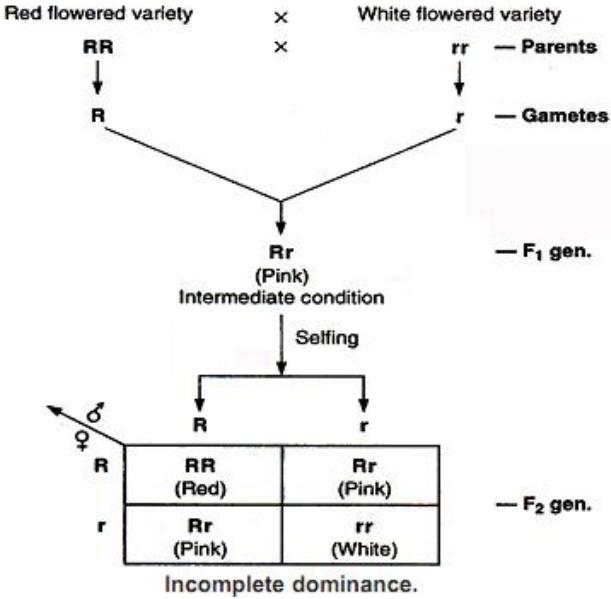 Red flowered variety × White flowered variety
RR × rr — Parents
R r — Gametes
Rr — F₁ gen.
(Pink)
Intermediate condition
Selfing
R r
♂
♀
R RR Rr
(Red) (Pink)
— F₂ gen.
r Rr rr
(Pink) (White)
Incomplete dominance.